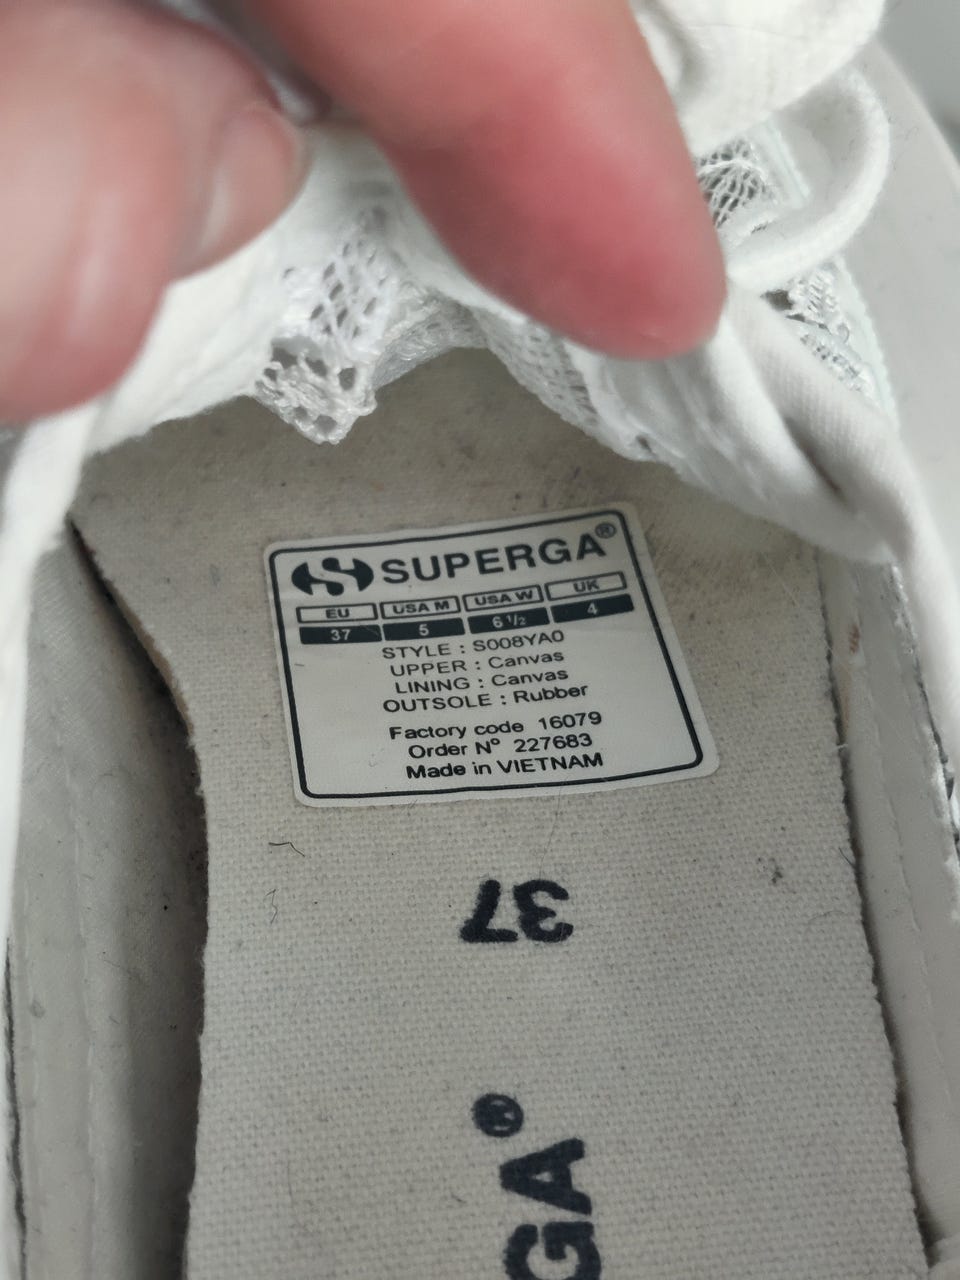 SUPERGA®
EU USA M USA W UK
37 5 6 1/2 4
STYLE : S008YA0
UPPER : Canvas
LINING : Canvas
OUTSOLE : Rubber
Factory code 16079
Order Nº 227683
Made in VIETNAM
37
GA®